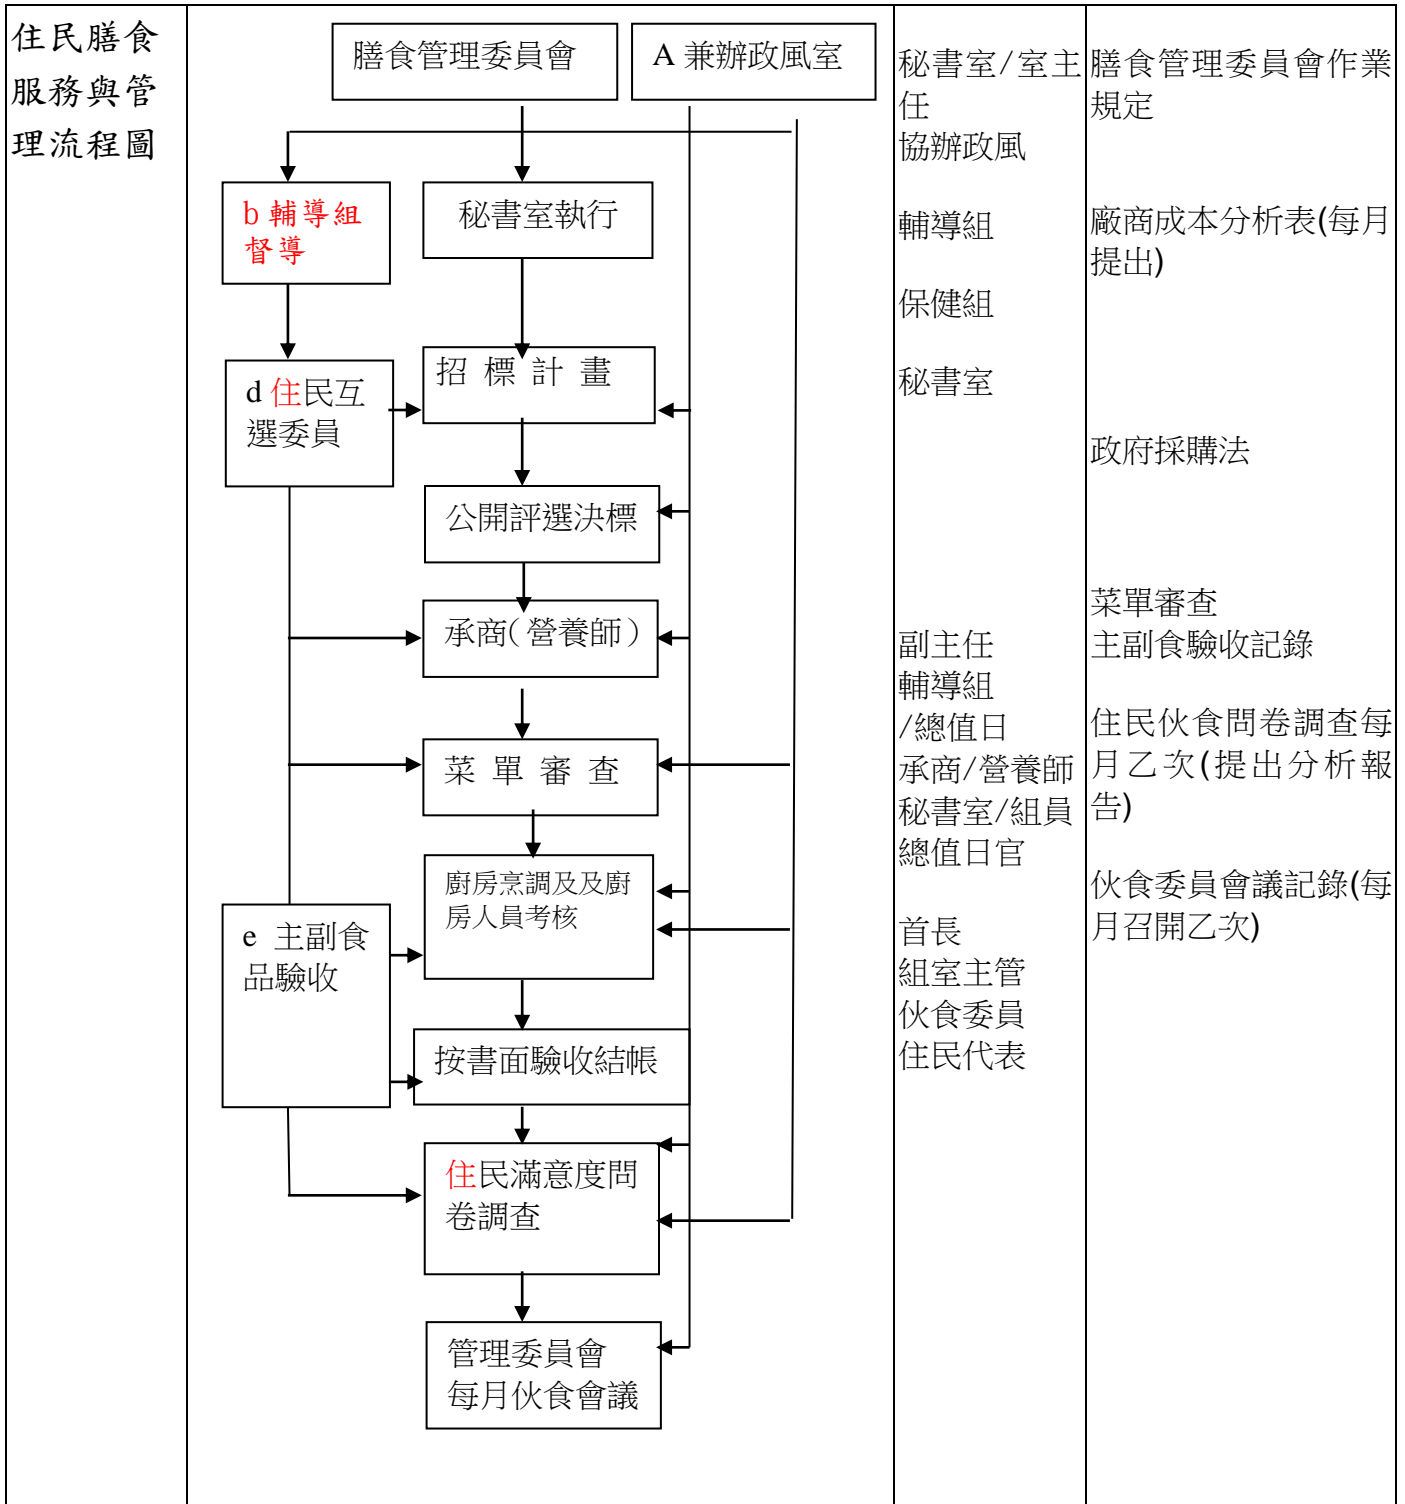 住民膳食
服務與管
理流程圖
膳食管理委員會
A 兼辦政風室
b 輔導組
督導
秘書室執行
d 住民互
選委員
招 標 計 畫
公開評選決標
承商(營養師)
菜 單 審 查
廚房烹調及及廚
房人員考核
e 主副食
品驗收
按書面驗收結帳
住民滿意度問
卷調查
管理委員會
每月伙食會議
秘書室/室主
任
協辦政風
輔導組
保健組
秘書室
副主任
輔導組
/總值日
承商/營養師
秘書室/組員
總值日官
首長
組室主管
伙食委員
住民代表
膳食管理委員會作業
規定
廠商成本分析表(每月
提出)
政府採購法
菜單審查
主副食驗收記錄
住民伙食問卷調查每
月乙次(提出分析報
告)
伙食委員會議記錄(每
月召開乙次)